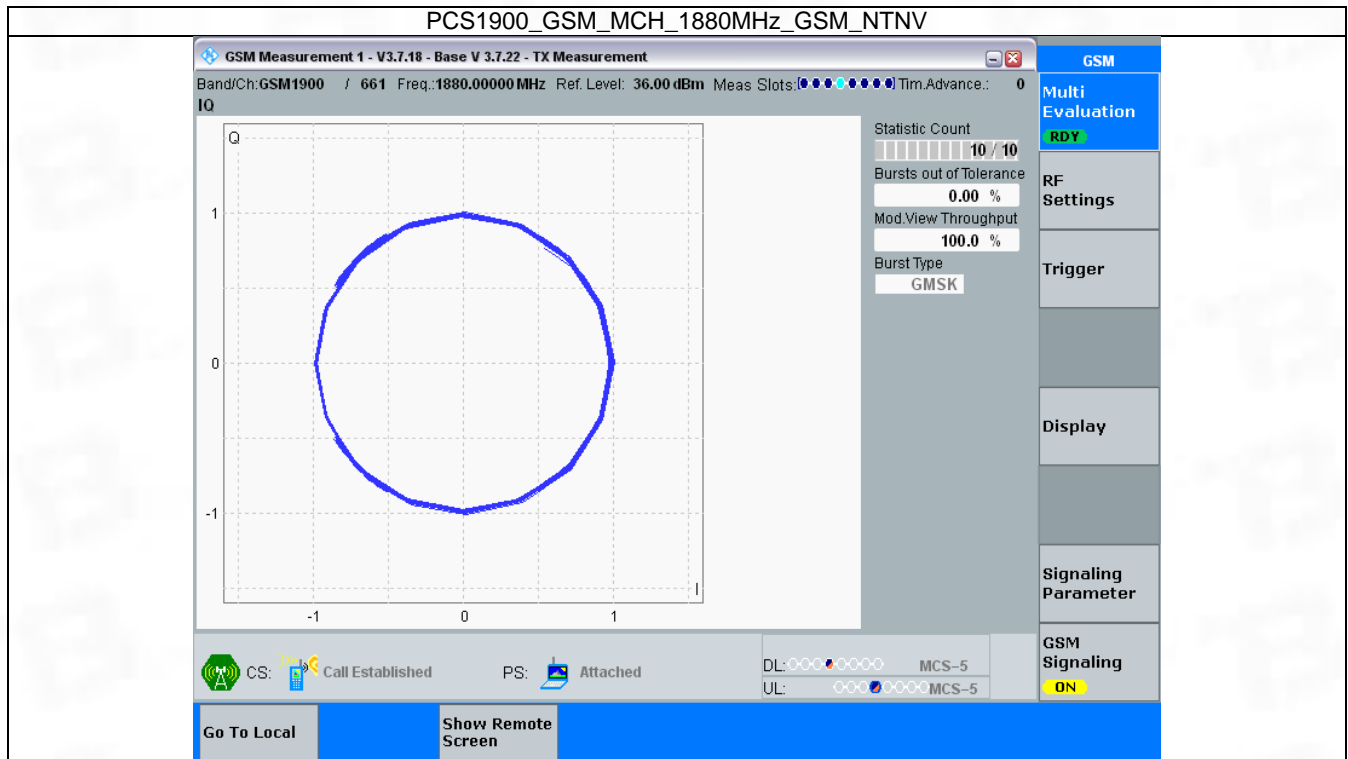 PCS1900_GSM_MCH_1880MHz_GSM_NTNV
GSM Measurement 1 - V3.7.18 - Base V 3.7.22 - TX Measurement
GSM
Band/Ch:GSM1900 / 661 Freq.:1880.00000 MHz Ref. Level: 36.00 dBm Meas Slots: Tim.Advance.: 0
IQ
Multi
Evaluation
RDY
Q
Statistic Count
10 / 10
Bursts out of Tolerance
0.00 %
Mod.View Throughput
100.0 %
Burst Type
GMSK
RF
Settings
Trigger
Display
Signaling
Parameter
GSM
Signaling
ON
1
0
-1
I
-1 0 1
CS: Call Established PS: Attached
DL: MCS-5
UL: MCS-5
Go To Local
Show Remote
Screen